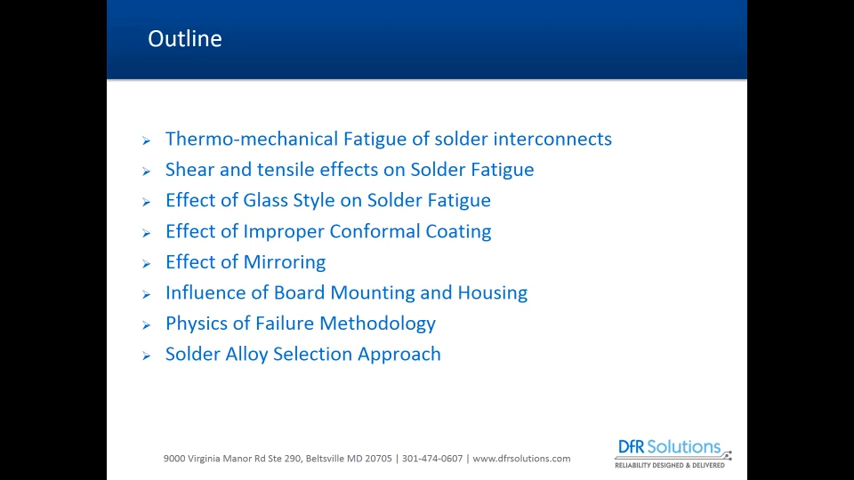 Outline
Thermo-mechanical Fatigue of solder interconnects
Shear and tensile effects on Solder Fatigue
Effect of Glass Style on Solder Fatigue
Effect of Improper Conformal Coating
Effect of Mirroring
Influence of Board Mounting and Housing
Physics of Failure Methodology
Solder Alloy Selection Approach
9000 Virginia Manor Rd Ste 290, Beltsville MD 20705 | 301-474-0607 | www.dfrsolutions.com
DfR Solutions
RELIABILITY DESIGNED & DELIVERED